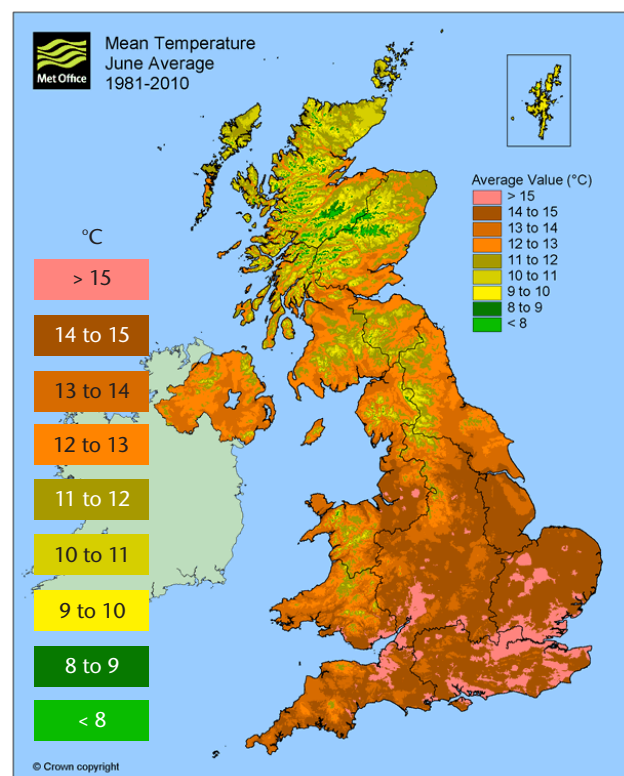 Met Office
Mean Temperature
June Average
1981-2010
Average Value (°C)
> 15
14 to 15
13 to 14
12 to 13
11 to 12
10 to 11
9 to 10
8 to 9
< 8
°C
> 15
14 to 15
13 to 14
12 to 13
11 to 12
10 to 11
9 to 10
8 to 9
< 8
© Crown copyright